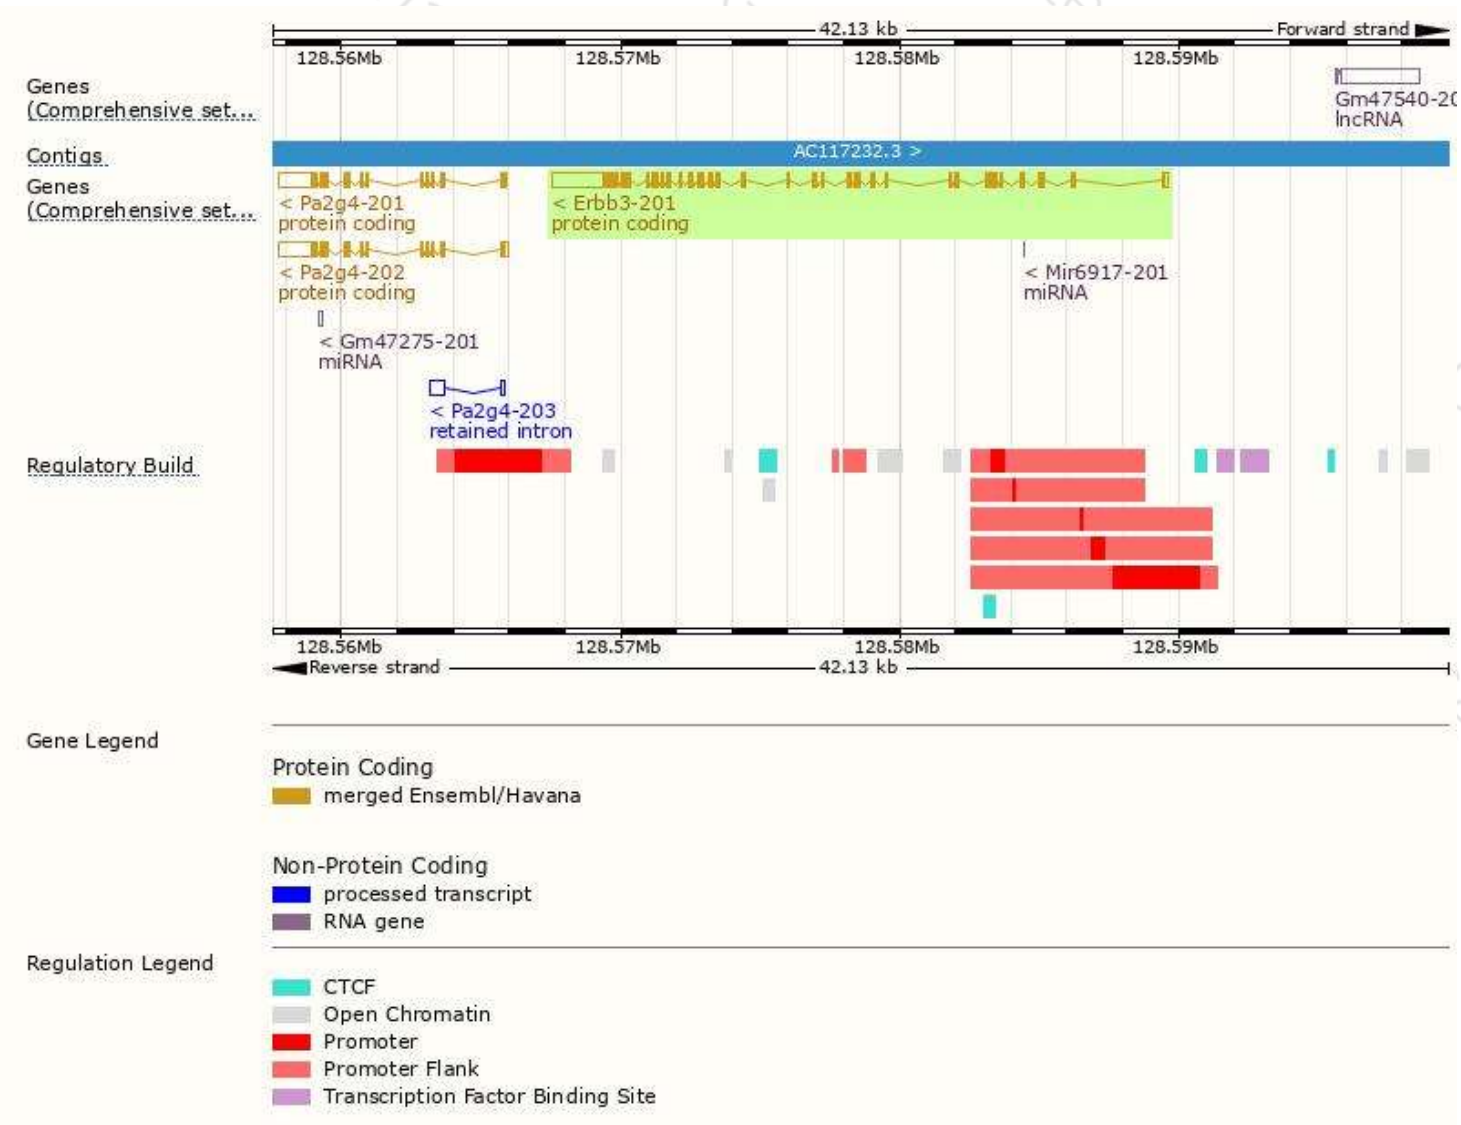 42.13 kb
Forward strand
128.56Mb 128.57Mb 128.58Mb 128.59Mb
Genes
(Comprehensive set...
Gm47540-20
lncRNA
Contigs
AC117232.3 >
Genes
(Comprehensive set...
< Pa2g4-201
protein coding
< Erbb3-201
protein coding
< Pa2g4-202
protein coding
< Mir6917-201
miRNA
< Gm47275-201
miRNA
< Pa2g4-203
retained intron
Regulatory Build
128.56Mb 128.57Mb 128.58Mb 128.59Mb
Reverse strand
42.13 kb
Gene Legend
Protein Coding
merged Ensembl/Havana
Non-Protein Coding
processed transcript
RNA gene
Regulation Legend
CTCF
Open Chromatin
Promoter
Promoter Flank
Transcription Factor Binding Site